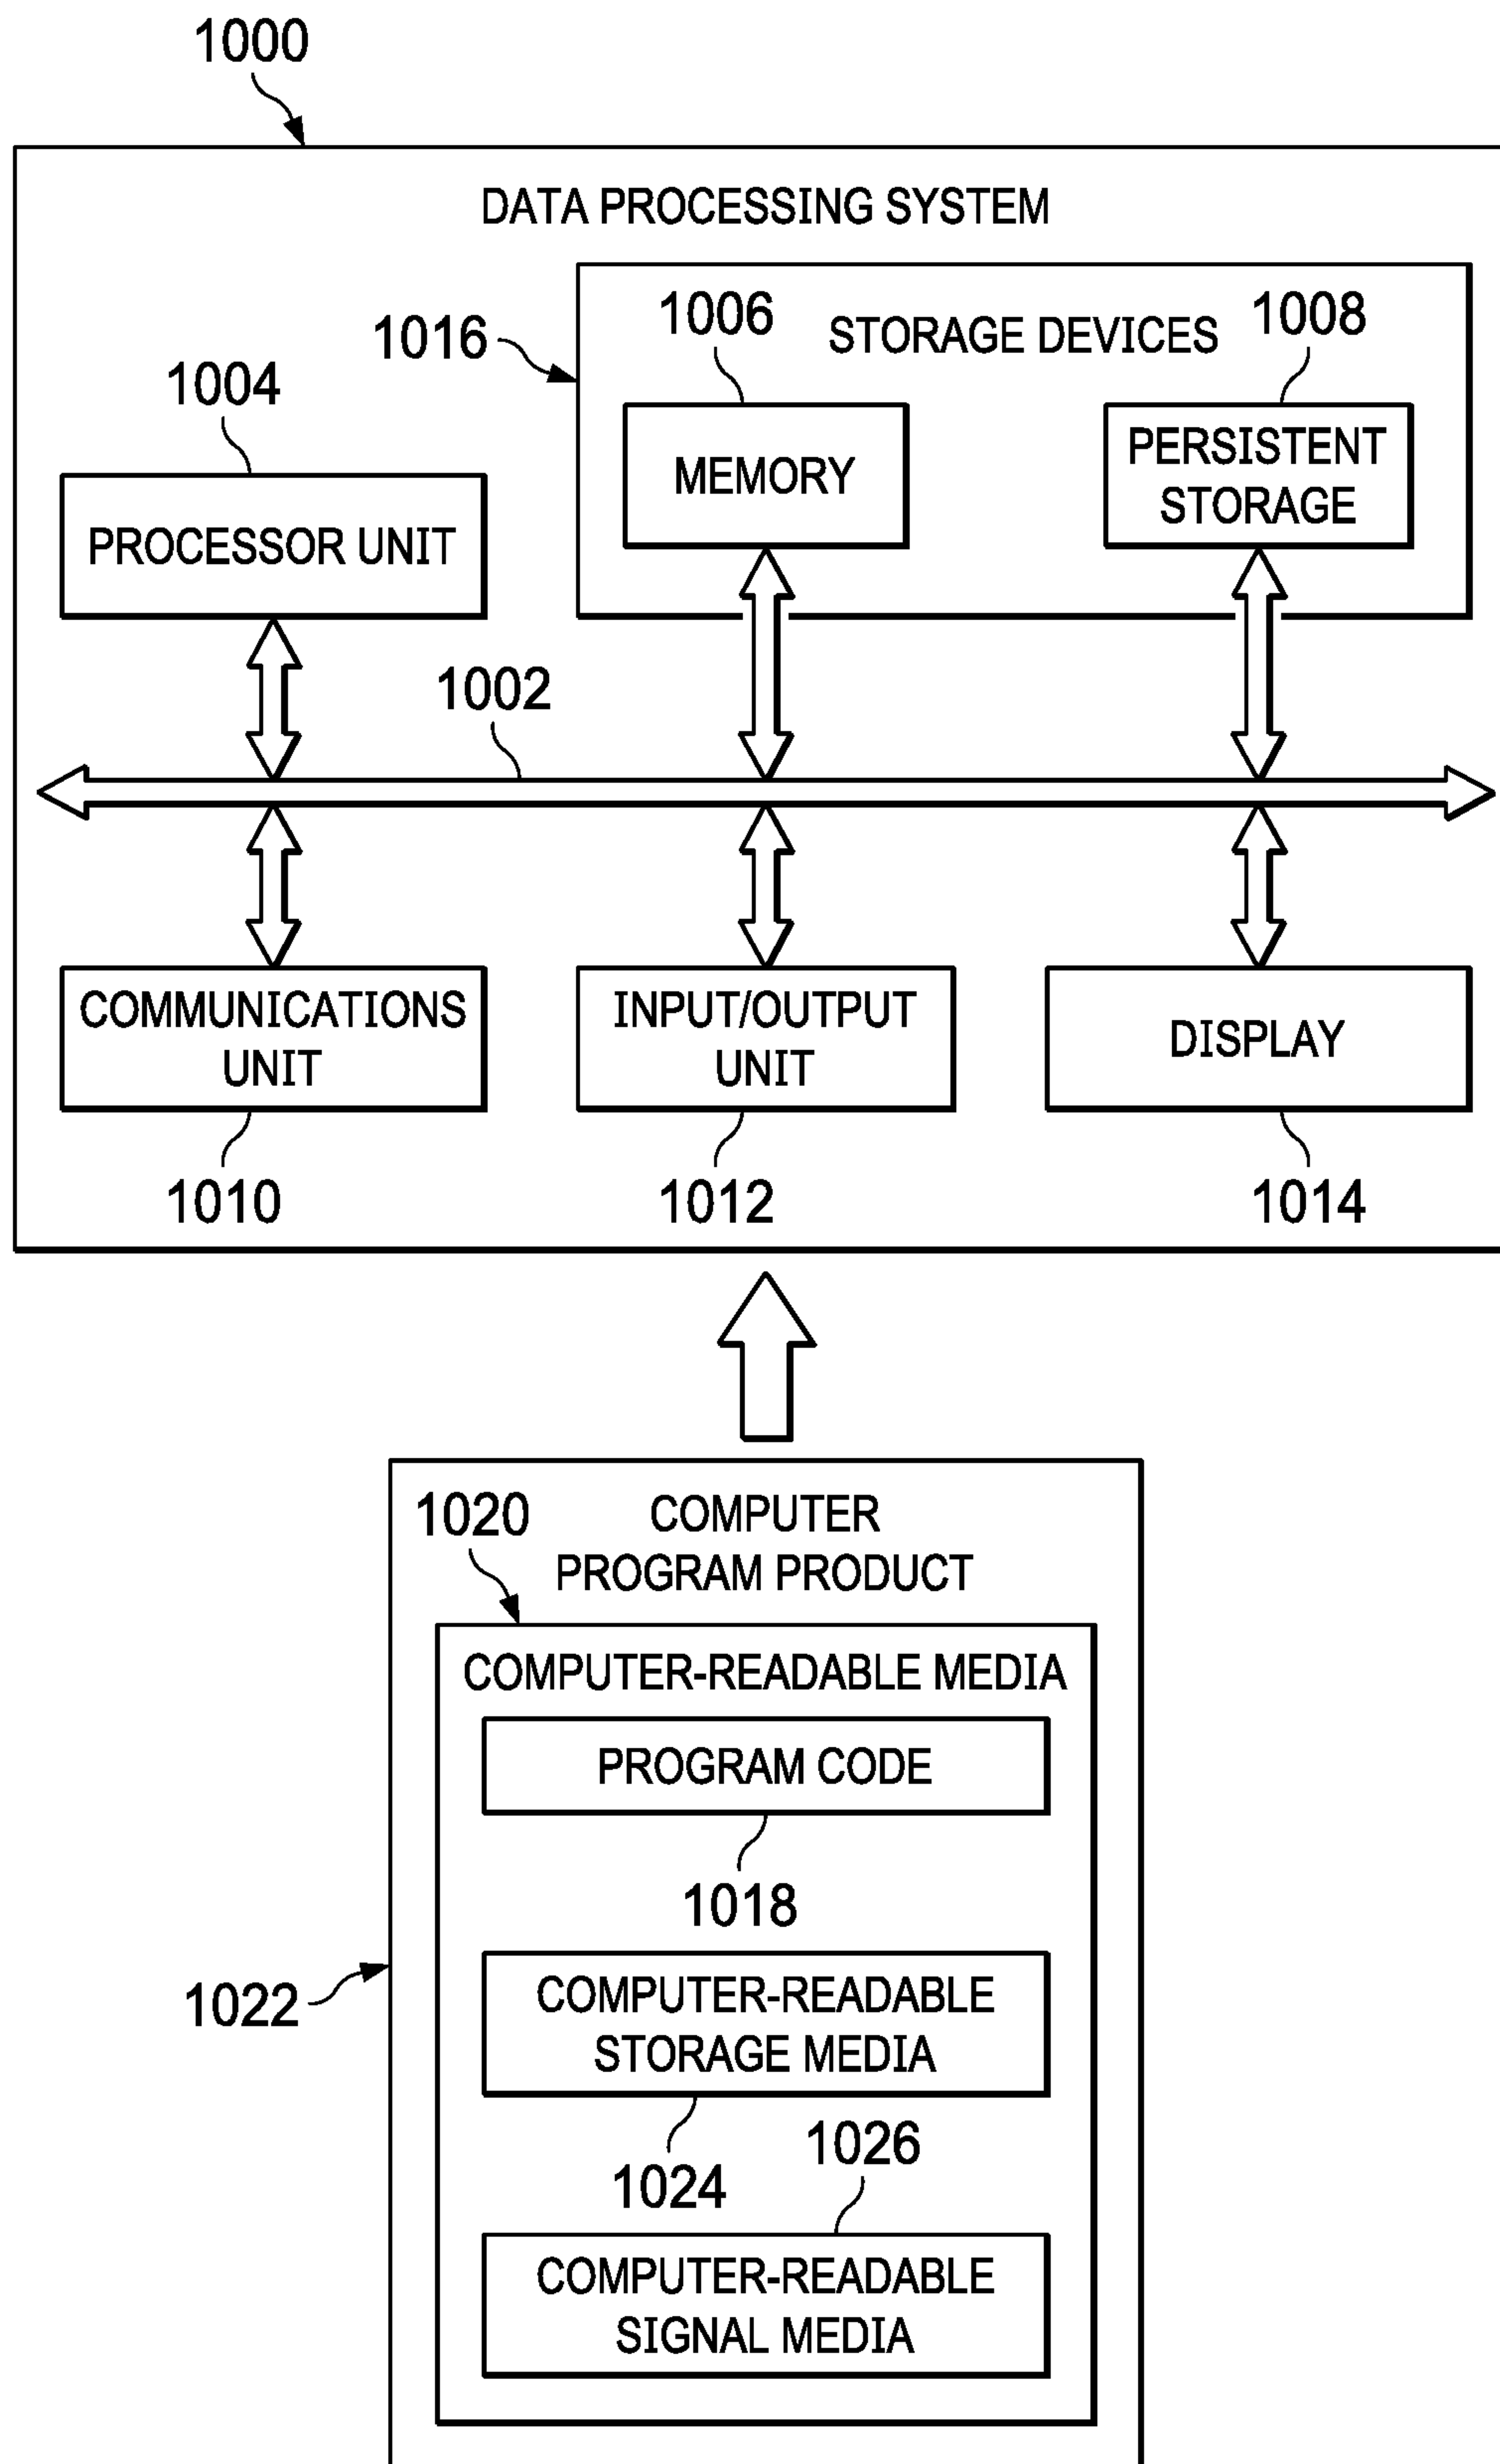 1000
DATA PROCESSING SYSTEM
1016
1006
STORAGE DEVICES
1008
1004
MEMORY
PERSISTENT
STORAGE
PROCESSOR UNIT
1002
COMMUNICATIONS
UNIT
INPUT/OUTPUT
UNIT
DISPLAY
1010
1012
1014
1020
COMPUTER
PROGRAM PRODUCT
COMPUTER-READABLE MEDIA
PROGRAM CODE
1018
1022
COMPUTER-READABLE
STORAGE MEDIA
1024
1026
COMPUTER-READABLE
SIGNAL MEDIA